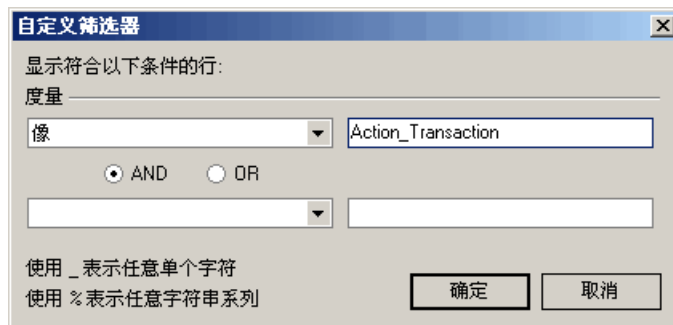 自定义筛选器
显示符合以下条件的行:
度量
像 Action_Transaction
AND OR
使用 _ 表示任意单个字符
使用 % 表示任意字符串系列
确定 取消